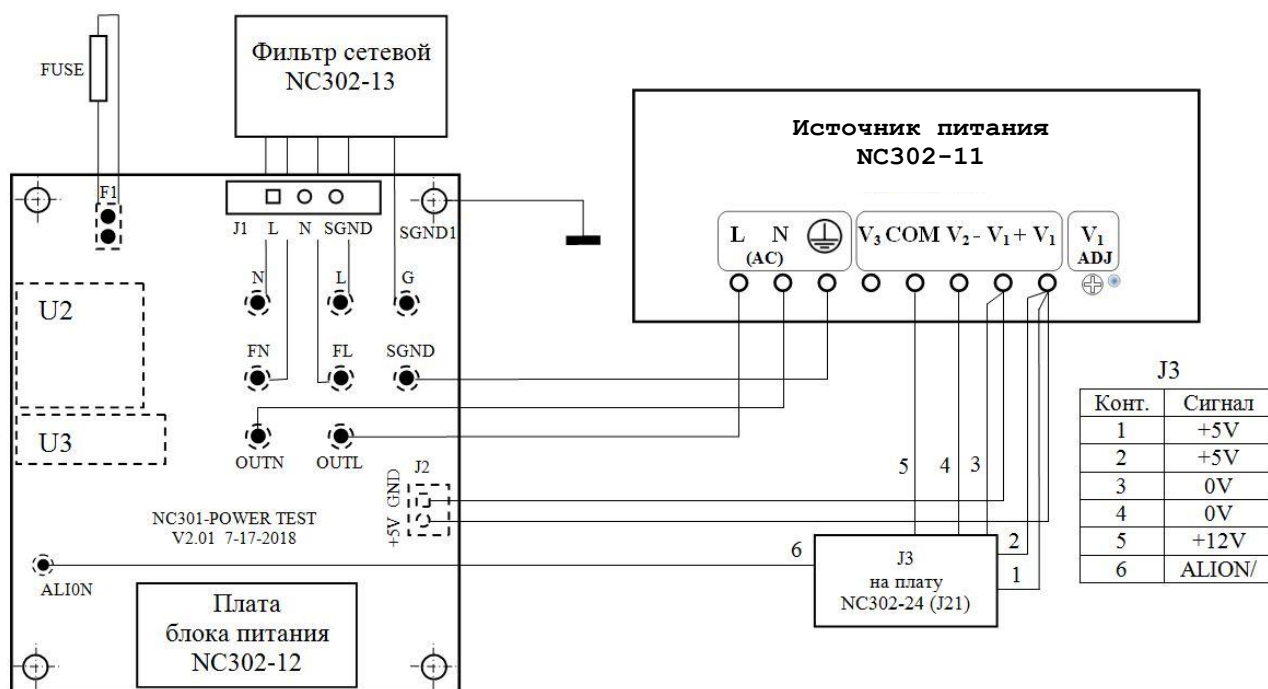 FUSE
Фильтр сетевой
NC302-13
Источник питания
NC302-11
F1
J1 L N SGND
SGND1
L N V₃ COM V₂ - V₁ + V₁ V₁
(AC) ADJ
N L G
U2
FN FL SGND
U3
OUTN OUTL
J2
+5V GND
NC301-POWER TEST
V2.01 7-17-2018
ALI0N
Плата
блока питания
NC302-12
5 4 3
6
2
1
J3
на плату
NC302-24 (J21)
J3
Конт. Сигнал
1 +5V
2 +5V
3 0V
4 0V
5 +12V
6 ALION/